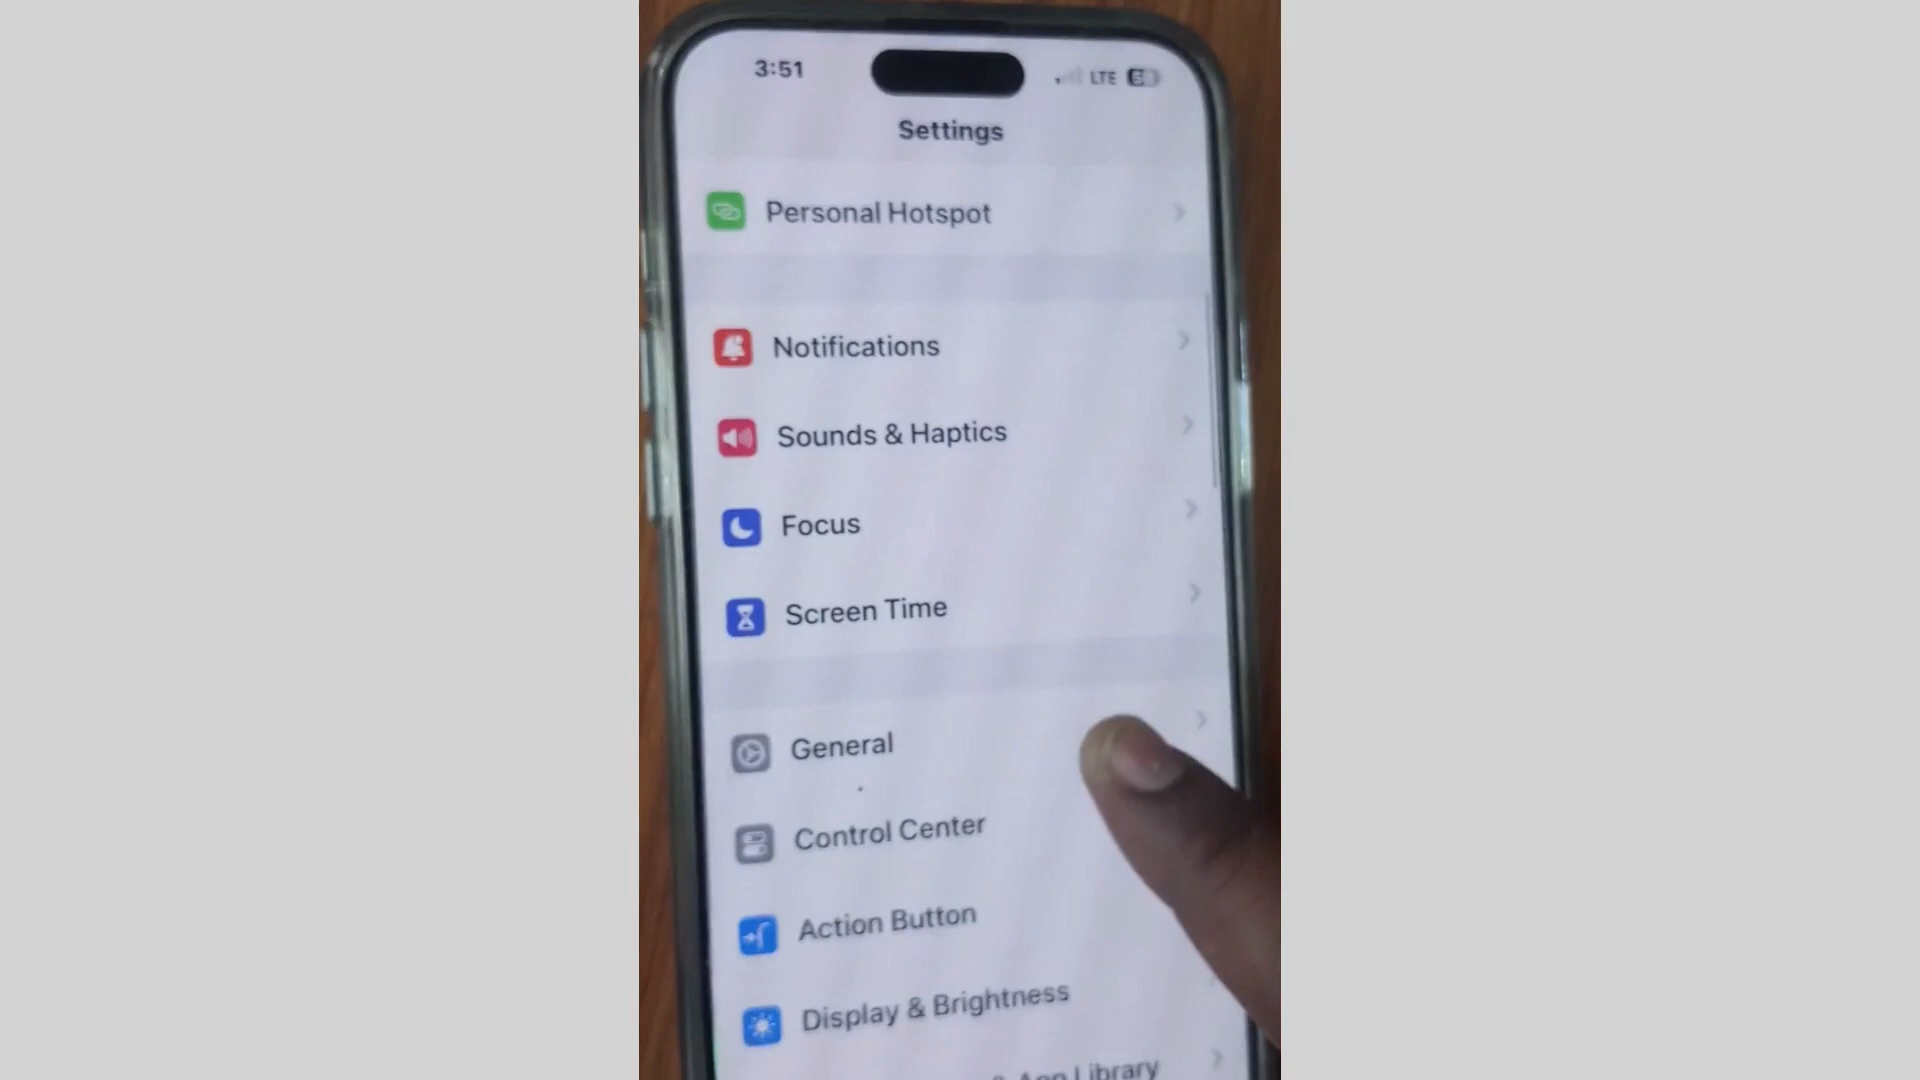 3:51
LTE
Settings
Personal Hotspot
Notifications
Sounds & Haptics
Focus
Screen Time
General
Control Center
Action Button
Display & Brightness
& App Library